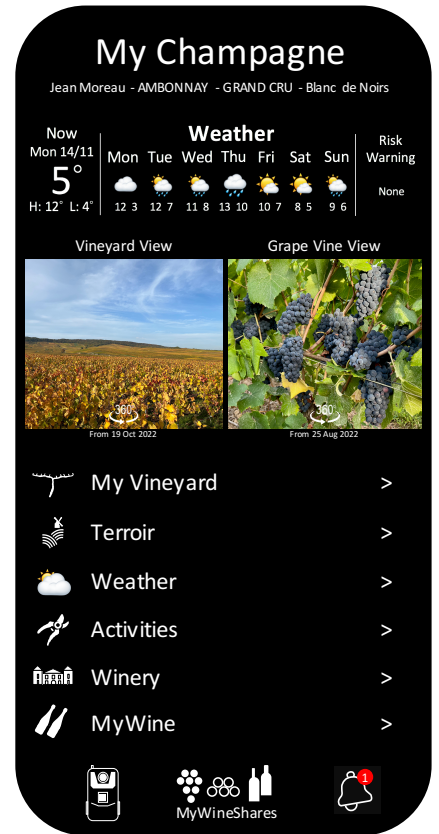 My Champagne
Jean Moreau - AMBONNAY - GRAND CRU - Blanc de Noirs
Now
Mon 14/11
5°
H: 12° L: 4°
Weather
Mon Tue Wed Thu Fri Sat Sun
12 3 12 7 11 8 13 10 10 7 8 5 9 6
Risk
Warning
None
Vineyard View
Grape Vine View
360
360
From 19 Oct 2022
From 25 Aug 2022
My Vineyard >
Terroir >
Weather >
Activities >
Winery >
MyWine >
1
MyWineShares